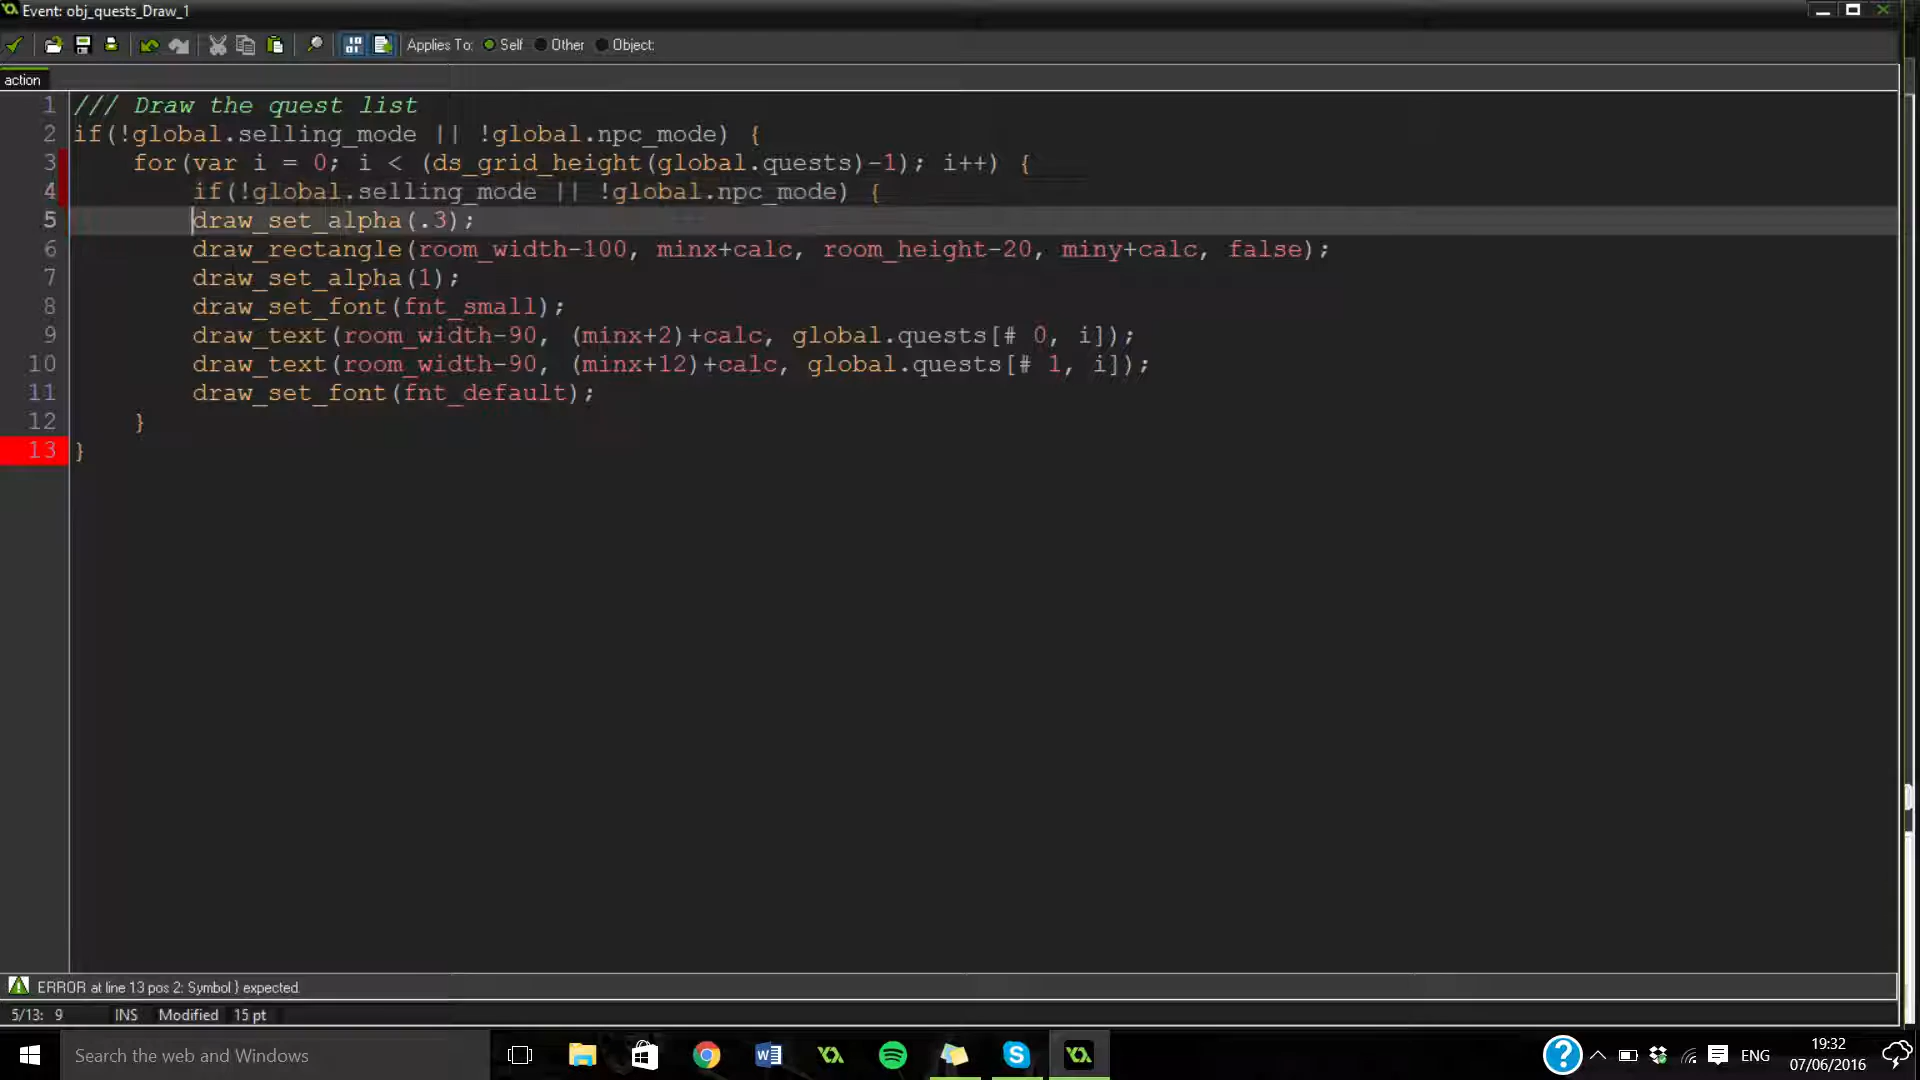 Event: obj_quests_Draw_1
Applies To: Self Other Object:
action
1 /// Draw the quest list
2 if(!global.selling_mode || !global.npc_mode) {
3 for(var i = 0; i < (ds_grid_height(global.quests)-1); i++) {
4 if(!global.selling_mode || !global.npc_mode) {
5 draw_set_alpha(.3);
6 draw_rectangle(room_width-100, minx+calc, room_height-20, miny+calc, false);
7 draw_set_alpha(1);
8 draw_set_font(fnt_small);
9 draw_text(room_width-90, (minx+2)+calc, global.quests[# 0, i]);
10 draw_text(room_width-90, (minx+12)+calc, global.quests[# 1, i]);
11 draw_set_font(fnt_default);
12 }
13 }
ERROR at line 13 pos 2: Symbol } expected.
5/13: 9 INS Modified 15 pt
Search the web and Windows
ENG
19:32
07/06/2016